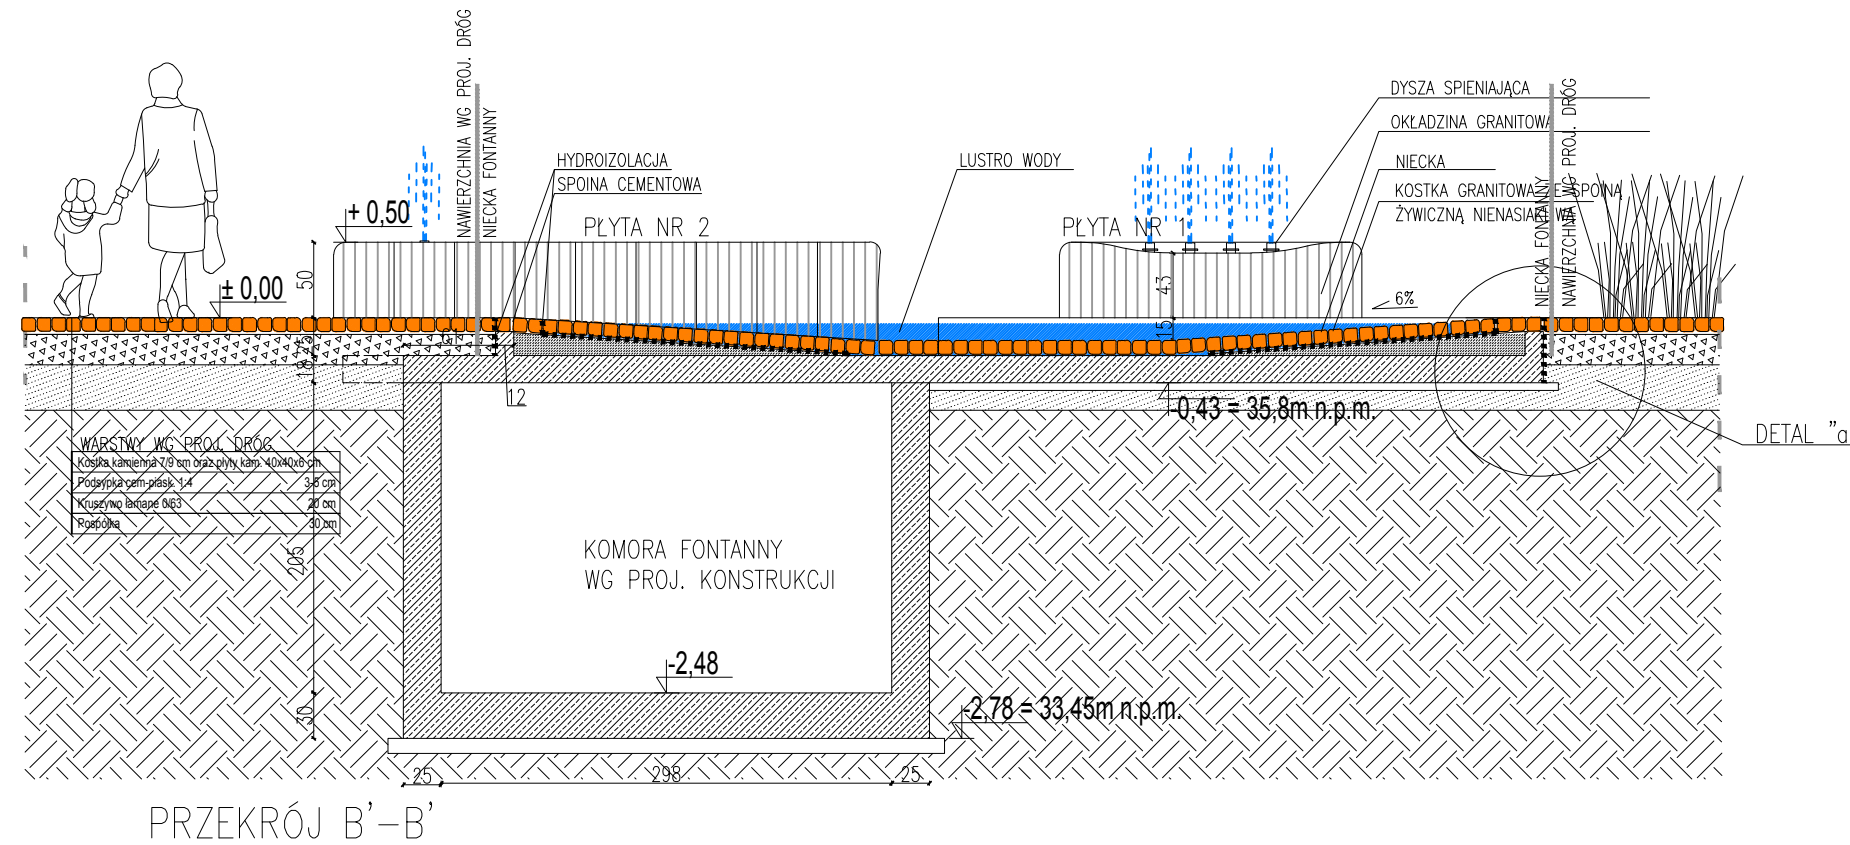 NAWIERZCHNIA WG PROJ. DRÓG
NIECKA FONTANNY
HYDROIZOLACJA
SPOINA CEMENTOWA
LUSTRO WODY
DYSZA SPIENIAJĄCA
OKŁADZINA GRANITOWA
NIECKA
KOSTKA GRANITOWA ZE SPOINĄ
ŻYWICZNĄ NIENASIĄKLIWĄ
NIECKA FONTANNY
NAWIERZCHNIA WG PROJ. DRÓG
+ 0,50
PŁYTA NR 2
PŁYTA NR 1
± 0,00
50
43
15
6%
25
18
12
-0,43 = 35,8m n.p.m.
DETAL "a
WARSTWY WG PROJ. DRÓG
Kostka kamienna 7/9 cm oraz płyty kam. 40x40x6 cm
Podsypka cem-piask. 1:4 3-5 cm
Kruszywo łamane 0/63 20 cm
Pospółka 30 cm
205
KOMORA FONTANNY
WG PROJ. KONSTRUKCJI
-2,48
30
-2,78 = 33,45m n.p.m.
25
298
25
PRZEKRÓJ B'-B'